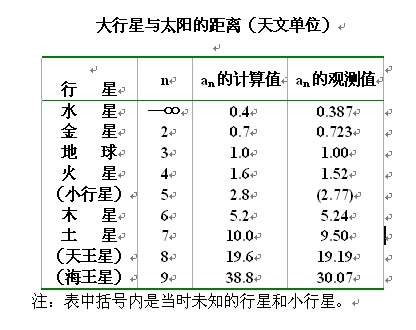 大行星与太阳的距离（天文单位）
行 星 n aₙ的计算值 aₙ的观测值
水 星 —∞ 0.4 0.387
金 星 2 0.7 0.723
地 球 3 1.0 1.00
火 星 4 1.6 1.52
（小行星） 5 2.8 (2.77)
木 星 6 5.2 5.24
土 星 7 10.0 9.50
（天王星） 8 19.6 19.19
（海王星） 9 38.8 30.07
注：表中括号内是当时未知的行星和小行星。